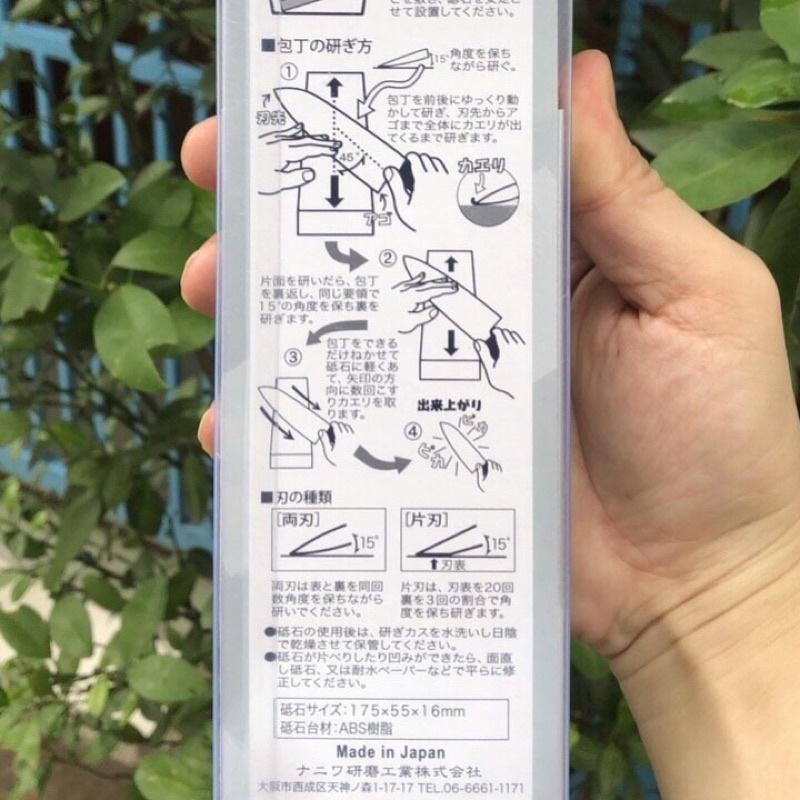 せて設置してください。
■包丁の研ぎ方
①
15°角度を保ち
ながら研ぐ。
刃先
包丁を前後にゆっくり動
かして研ぎ、刃先からア
ゴまで全体にカエリが出
てくるまで研ぎます。
45°
カエリ
アゴ
②
片面を研いだら、包丁
を裏返し、同じ要領で
15°の角度を保ち裏を
研ぎます。
③
包丁をできる
だけねかせて
砥石に軽くあ
て、矢印の方
向に数回こす
りカエリを取
ります。
出来上がり
④
ピカ
ピカ
■刃の種類
[両刃]
15°
[片刃]
15°
刃表
両刃は表と裏を同回
数角度を保ちながら
研いでください。
片刃は、刃表を20回
裏を3回の割合で角
度を保ち研ぎます。
●砥石の使用後は、研ぎカスを水洗いし日陰
で乾燥させて保管してください。
●砥石が片べりしたり凹みができたら、面直
し砥石、又は耐水ペーパーなどで平らに修
正してください。
砥石サイズ:175×55×16mm
砥石台材:ABS樹脂
Made in Japan
ナニワ研磨工業株式会社
大阪市西成区天神ノ森1-17-17 TEL.06-6661-1171